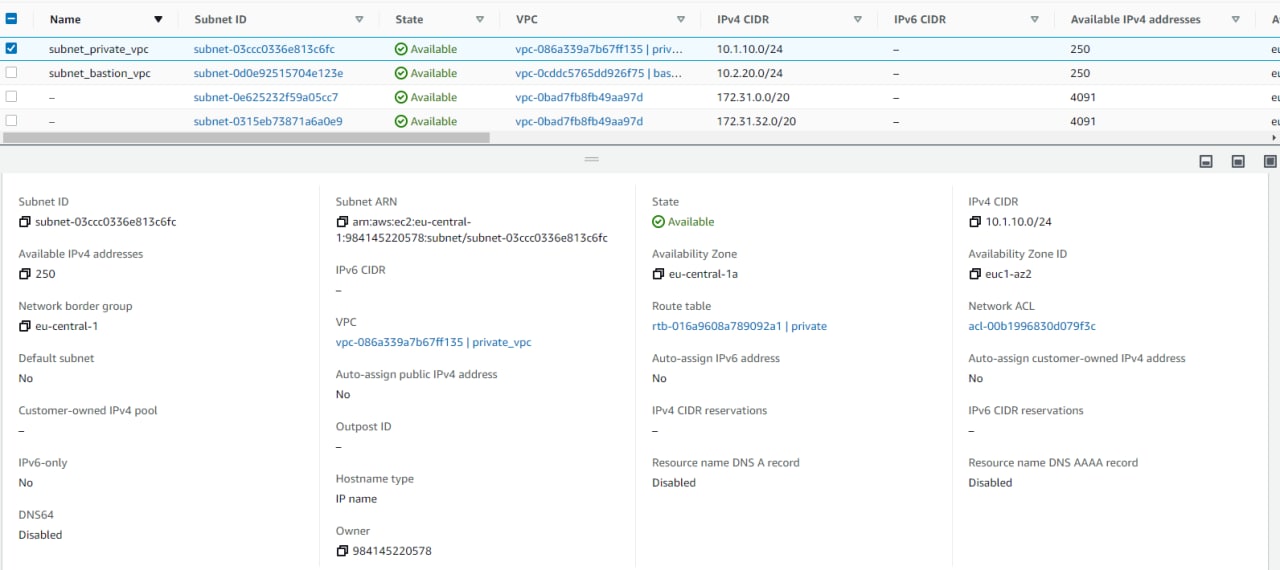 Name Subnet ID State VPC IPv4 CIDR IPv6 CIDR Available IPv4 addresses A
subnet_private_vpc subnet-03ccc0336e813c6fc Available vpc-086a339a7b67ff135 | priv... 10.1.10.0/24 – 250 eu
subnet_bastion_vpc subnet-0d0e92515704e123e Available vpc-0cddc5765dd926f75 | bas... 10.2.20.0/24 – 250 eu
– subnet-0e625232f59a05cc7 Available vpc-0bad7fb8fb49aa97d 172.31.0.0/20 – 4091 eu
– subnet-0315eb73871a6a0e9 Available vpc-0bad7fb8fb49aa97d 172.31.32.0/20 – 4091 eu
Subnet ID
subnet-03ccc0336e813c6fc
Available IPv4 addresses
250
Network border group
eu-central-1
Default subnet
No
Customer-owned IPv4 pool
–
IPv6-only
No
DNS64
Disabled
Subnet ARN
arn:aws:ec2:eu-central-
1:984145220578:subnet/subnet-03ccc0336e813c6fc
IPv6 CIDR
–
VPC
vpc-086a339a7b67ff135 | private_vpc
Auto-assign public IPv4 address
No
Outpost ID
–
Hostname type
IP name
Owner
984145220578
State
Available
Availability Zone
eu-central-1a
Route table
rtb-016a9608a789092a1 | private
Auto-assign IPv6 address
No
IPv4 CIDR reservations
–
Resource name DNS A record
Disabled
IPv4 CIDR
10.1.10.0/24
Availability Zone ID
euc1-az2
Network ACL
acl-00b1996830d079f3c
Auto-assign customer-owned IPv4 address
No
IPv6 CIDR reservations
–
Resource name DNS AAAA record
Disabled